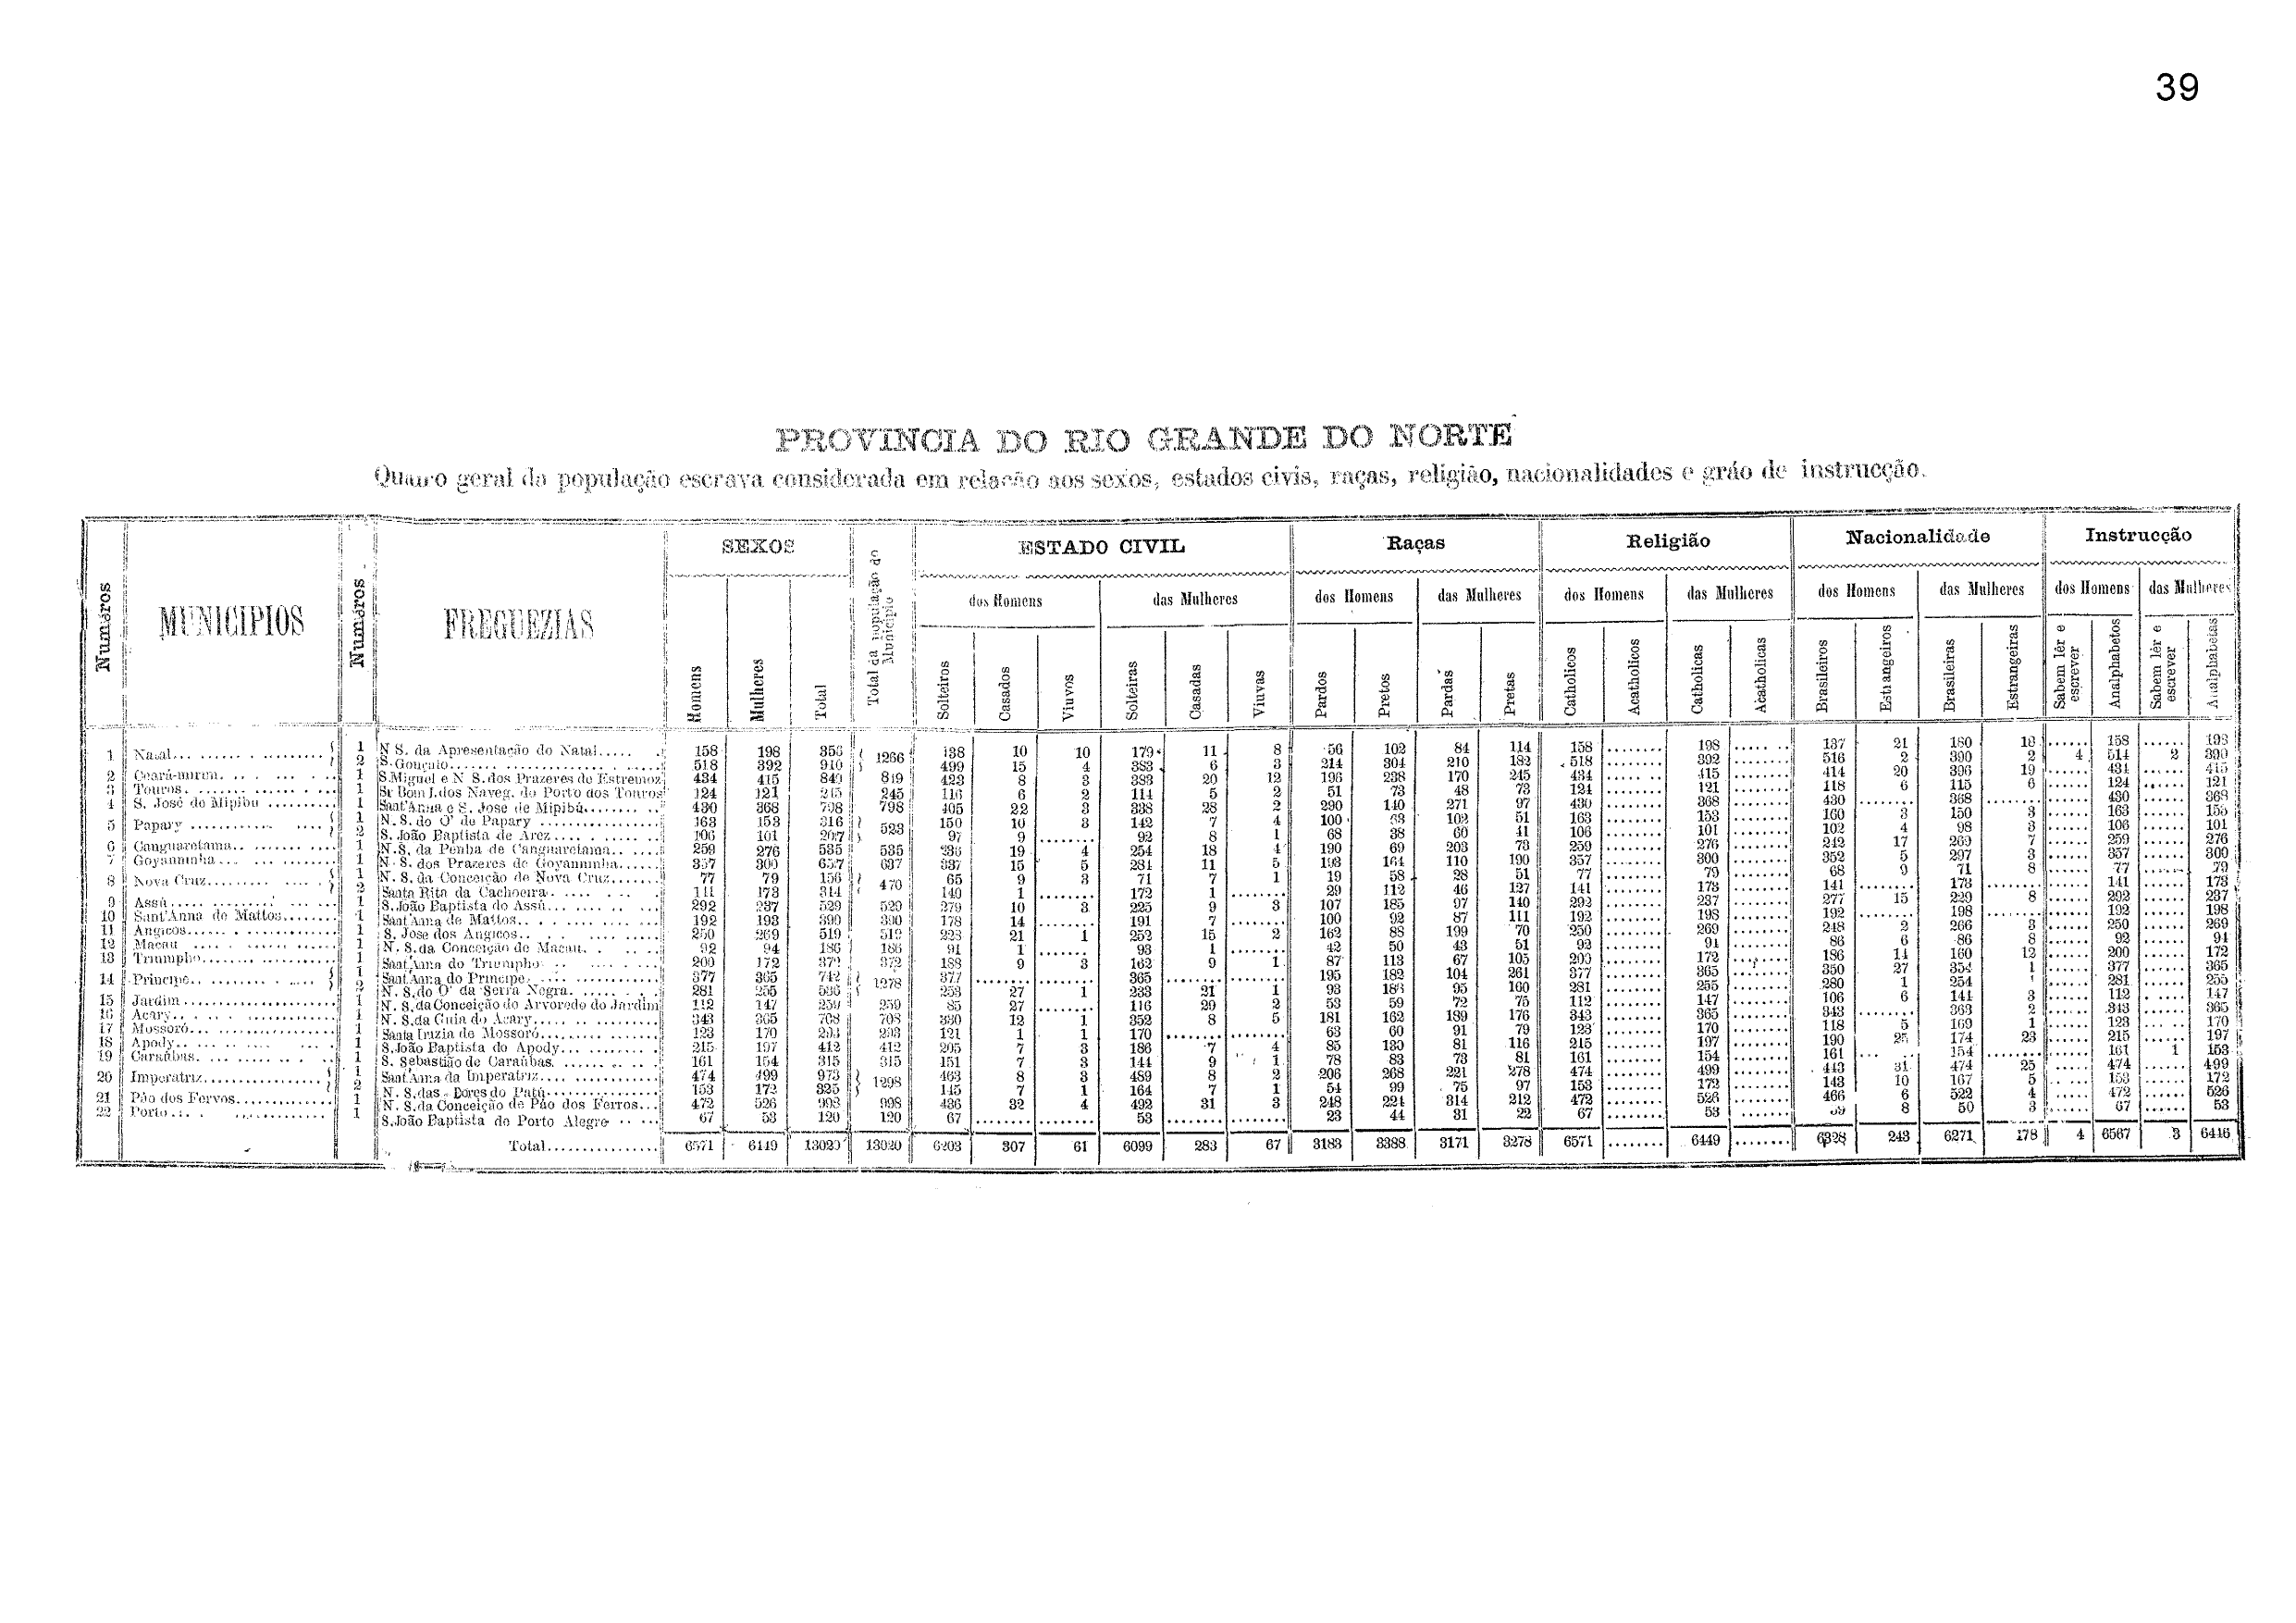 39
PROVINCIA DO RIO GRANDE DO NORTE
Quadro geral da população escrava considerada em relação aos sexos, estados civis, raças, religião, nacionalidades e gráo de instrucção.
Numéros MUNICIPIOS Numéros FREGUEZIAS SEXOS Total da população do Municipio ESTADO CIVIL Raças Religião Nacionalidade Instrucção
dos Homens das Mulheres dos Homens das Mulheres dos Homens das Mulheres dos Homens das Mulheres dos Homens das Mulheres
Homens Mulheres Total Solteiros Casados Viuvos Solteiras Casadas Viuvas Pardos Pretos Pardas Pretas Catholicos Acatholicos Catholicas Acatholicas Brasileiros Estrangeiros Brasileiras Estrangeiras Sabem lêr e escrever Analphabetos Sabem lêr e escrever Analphabetas
1 Natal 1 N S. da Apresentação do Natal 158 198 356 1266 138 10 10 179 11 8 56 102 84 114 158 198 137 21 180 18 158 198
2 S. Gonçalo 518 392 910 499 15 4 383 6 3 214 304 210 182 518 392 516 2 390 2 4 514 2 390
2 Ceará-mirim 1 S.Miguel e N S.dos Prazeres de Estremoz 434 415 849 849 423 8 3 383 20 12 196 238 170 245 434 415 414 20 396 19 434 415
3 Touros 1 Sr Bom J.dos Naveg. do Porto dos Touros 124 121 245 245 116 6 2 114 5 2 51 73 48 73 124 121 118 6 115 6 124 121
4 S. José de Mipibu 1 Sant'Anna e S. José de Mipibú 430 368 798 798 405 22 3 338 28 2 290 140 271 97 430 368 430 368 430 368
5 Papary 1 N. S. do O' de Papary 163 153 316 523 150 10 3 142 7 4 100 63 102 51 163 153 160 3 150 3 163 153
2 S. João Baptista de Arez 106 101 207 97 9 92 8 1 68 38 60 41 106 101 102 4 98 3 106 101
6 Canguaretama 1 N.S. da Penha de Canguaretama 259 276 535 535 236 19 4 254 18 4 190 69 203 73 259 276 242 17 269 7 259 276
7 Goyanninha 1 N. S. dos Prazeres de Goyanninha 357 300 657 657 337 15 5 284 11 5 193 164 110 190 357 300 352 5 297 3 357 300
8 Nova Cruz 1 N. S. da Conceição de Nova Cruz 77 79 156 470 65 9 3 71 7 1 19 58 28 51 77 79 68 9 71 8 77 79
2 Santa Rita da Cachoeira 141 173 314 140 1 172 1 29 112 46 127 141 173 141 173 141 173
9 Assú 1 S.João Baptista do Assú 292 237 529 529 279 10 3 225 9 3 107 185 97 140 292 237 277 15 229 8 292 237
10 Sant'Anna de Mattos 1 Sant'Anna de Mattos 192 198 390 390 178 14 191 7 100 92 87 111 192 198 192 198 192 198
11 Angicos 1 S. José dos Angicos 250 269 519 519 223 21 1 252 15 2 162 88 199 70 250 269 248 2 266 3 250 269
12 Macau 1 N. S. da Conceição de Macau 92 94 186 186 91 1 93 1 42 50 43 51 92 94 86 6 86 8 92 94
13 Triumpho 1 Sant'Anna do Triumpho 200 172 372 372 188 9 3 162 9 1 87 113 67 105 200 172 186 14 160 12 200 172
14 Principe 1 Sant'Anna do Principe 377 365 742 1278 377 365 195 182 104 261 377 365 350 27 354 1 377 365
2 N. S. do O' da Serra Negra 281 255 536 253 27 1 233 21 1 93 188 95 160 281 255 280 1 254 1 281 255
15 Jardim 1 N. S. da Conceição do Arvoredo do Jardim 112 147 259 259 85 27 116 29 2 53 59 72 75 112 147 106 6 144 3 112 147
16 Acary 1 N. S. da Guia do Acary 343 365 708 708 330 12 1 352 8 5 181 162 189 176 343 365 343 363 2 343 365
17 Mossoró 1 Santa Luzia de Mossoró 123 170 293 293 121 1 1 170 63 60 91 79 123 170 118 5 169 1 123 170
18 Apody 1 S.João Baptista do Apody 215 197 412 412 205 7 3 186 7 4 85 130 81 116 215 197 190 25 174 23 215 197
19 Caraúbas 1 S. Sebastião de Caraúbas 161 154 315 315 151 7 3 144 9 1 78 83 73 81 161 154 161 154 161 1 153
20 Imperatriz 1 Sant'Anna da Imperatriz 474 499 973 1298 463 8 3 489 8 2 206 268 221 278 474 499 443 31 474 25 474 499
2 N. S. das Dores do Patú 153 172 325 145 7 1 164 7 1 54 99 75 97 153 172 143 10 167 5 153 172
21 Páo dos Ferros 1 N. S. da Conceição de Páo dos Ferros 472 526 998 998 436 32 4 492 31 3 248 224 314 212 472 526 466 6 522 4 472 526
22 Porto 1 S.João Baptista do Porto Alegre 67 53 120 120 67 53 23 44 31 22 67 53 59 8 50 3 67 53
Total 6571 6449 13020 13020 6203 307 61 6099 283 67 3183 3388 3171 3278 6571 6449 6328 243 6271 178 4 6567 3 6446